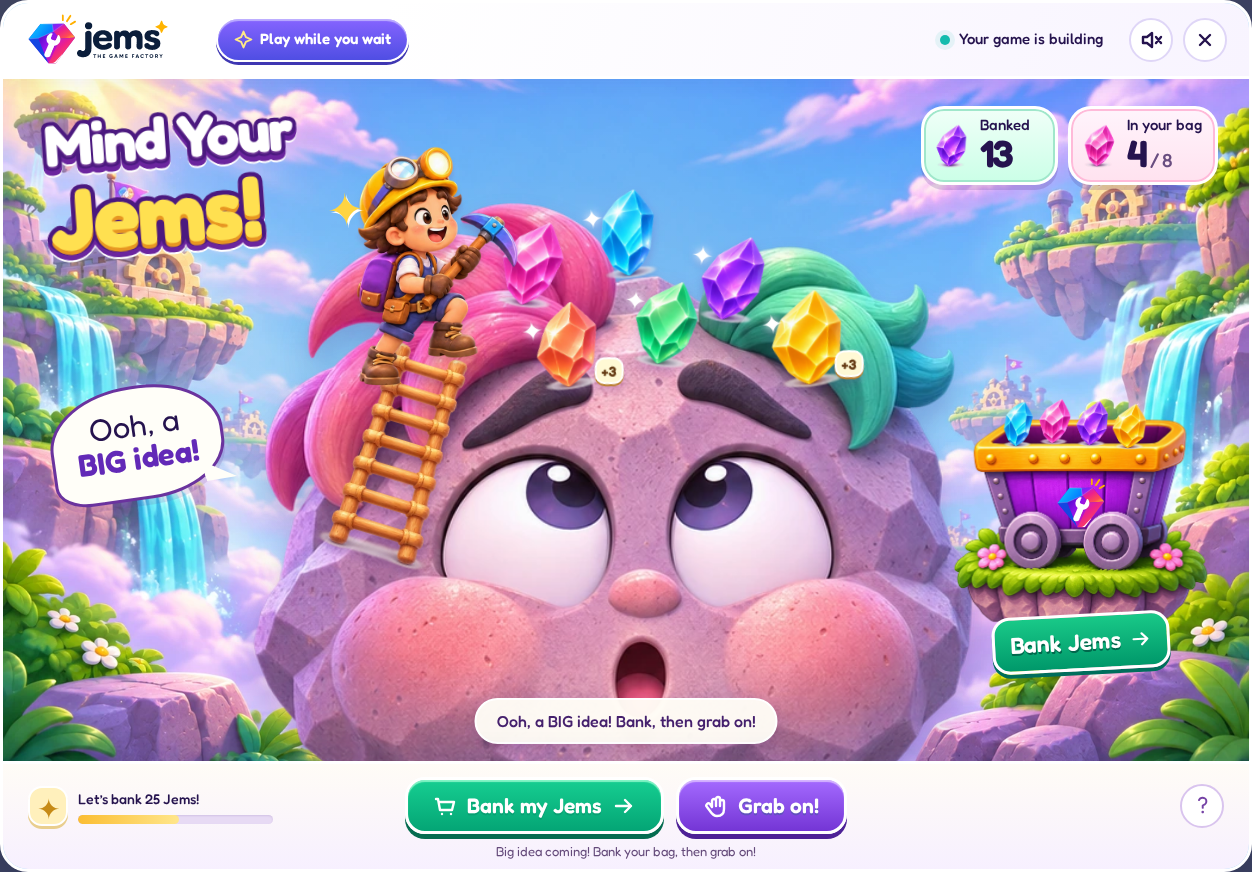 jems
THE GAME FACTORY
Play while you wait
Your game is building
Mind Your
Jems!
Banked
13
In your bag
4 / 8
+3
+3
Ooh, a
BIG idea!
Bank Jems
Ooh, a BIG idea! Bank, then grab on!
Let's bank 25 Jems!
Bank my Jems
Grab on!
?
Big idea coming! Bank your bag, then grab on!